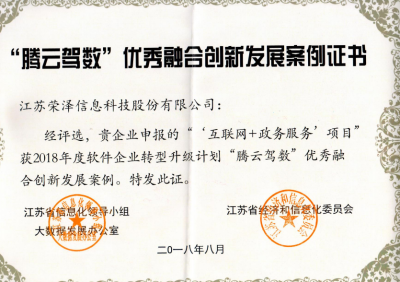 “腾云驾数”优秀融合创新发展案例证书
江苏荣泽信息科技股份有限公司：
经评选，贵企业申报的“‘互联网+政务服务’项目”
获2018年度软件企业转型升级计划“腾云驾数”优秀融
合创新发展案例。特发此证。
江苏省信息化领导小组
大数据发展办公室
江苏省经济和信息化委员会
二〇一八年八月